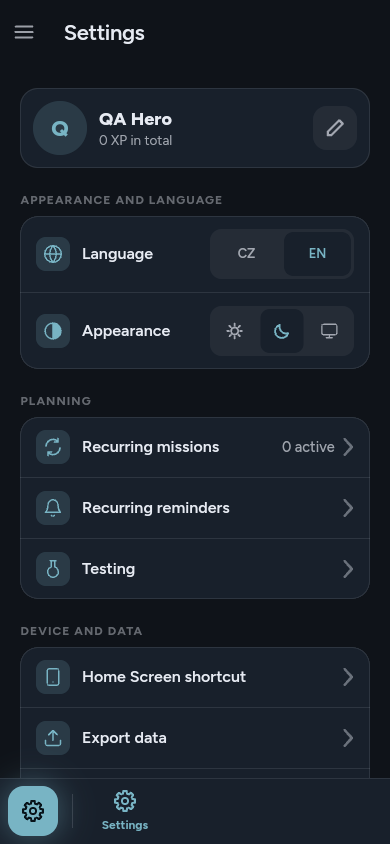 Settings
Q
QA Hero
0 XP in total
APPEARANCE AND LANGUAGE
Language
CZ
EN
Appearance
PLANNING
Recurring missions
0 active
Recurring reminders
Testing
DEVICE AND DATA
Home Screen shortcut
Export data
Settings